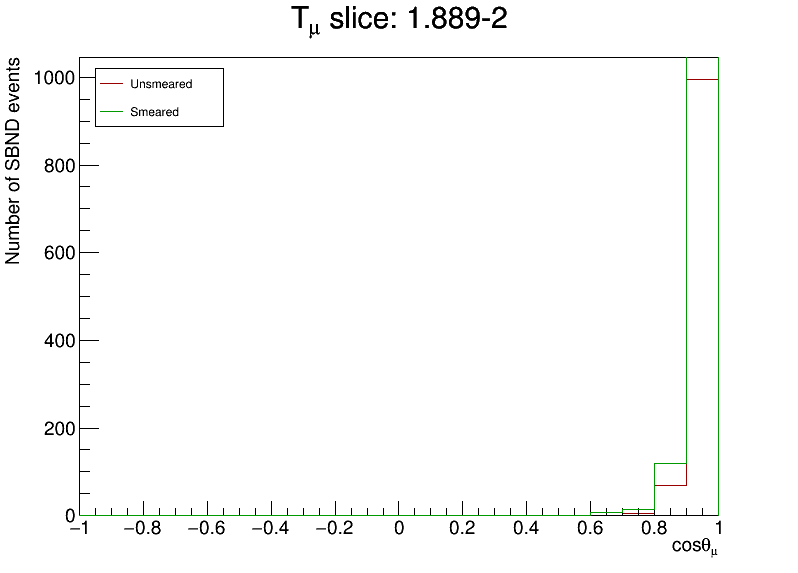 Tμ slice: 1.889-2
Number of SBND events
Unsmeared
Smeared
1000
800
600
400
200
0
−1 −0.8 −0.6 −0.4 −0.2 0 0.2 0.4 0.6 0.8 1
cosθμ